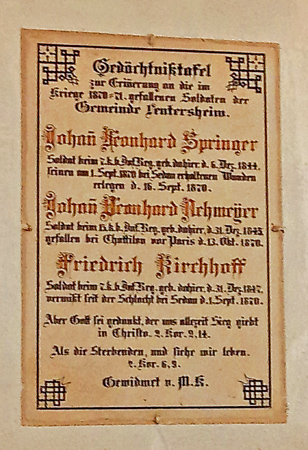 Gedächtnißtafel
zur Erinerung an die im
Kriege 1870-71. gefallenen Soldaten der
Gemeinde Lentersheim.
Johañ Leonhard Springer
Soldat beim 7. k. b. Inf. Reg. geb. dahier, d. 6. Dez. 1844.
seinen am 1. Sept. 1870 bei Sedan erhaltenen Wunden
erlegen d. 16. Sept. 1870.
Johañ Leonhard Nehmeÿer
Soldat beim 15. k. b. Inf. Reg. geb. dahier, d. 31. Dez. 1845.
gefallen bei Chattilon vor Paris d. 13. Okt. 1870.
Friedrich Kirchhoff
Soldat beim 7. k. b. Inf. Reg. geb. dahier, d. 31. Dez. 1847.
vermißt seit der Schlacht bei Sedan d. 1. Sept. 1870.
Aber Gott sei gedankt, der uns allezeit Sieg giebt
in Christo. 2. Kor. 2,14.
Als die Sterbenden, und siehe wir leben.
2. Kor. 6,9.
Gewidmet v. M. K.